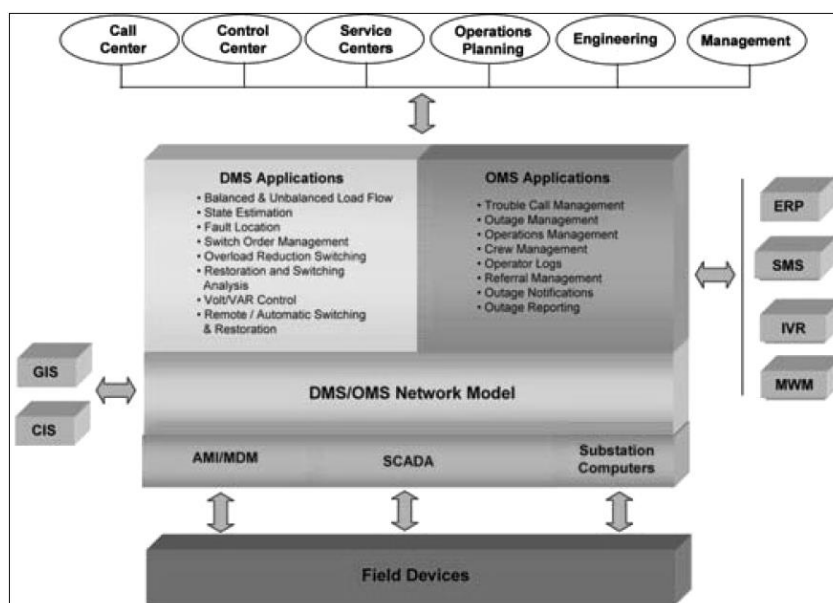 Call
Center
Control
Center
Service
Centers
Operations
Planning
Engineering
Management
DMS Applications
• Balanced & Unbalanced Load Flow
• State Estimation
• Fault Location
• Switch Order Management
• Overload Reduction Switching
• Restoration and Switching
Analysis
• Volt/VAR Control
• Remote / Automatic Switching
& Restoration
OMS Applications
• Trouble Call Management
• Outage Management
• Operations Management
• Crew Management
• Operator Logs
• Referral Management
• Outage Notifications
• Outage Reporting
ERP
SMS
IVR
MWM
GIS
CIS
DMS/OMS Network Model
AMI/MDM
SCADA
Substation
Computers
Field Devices